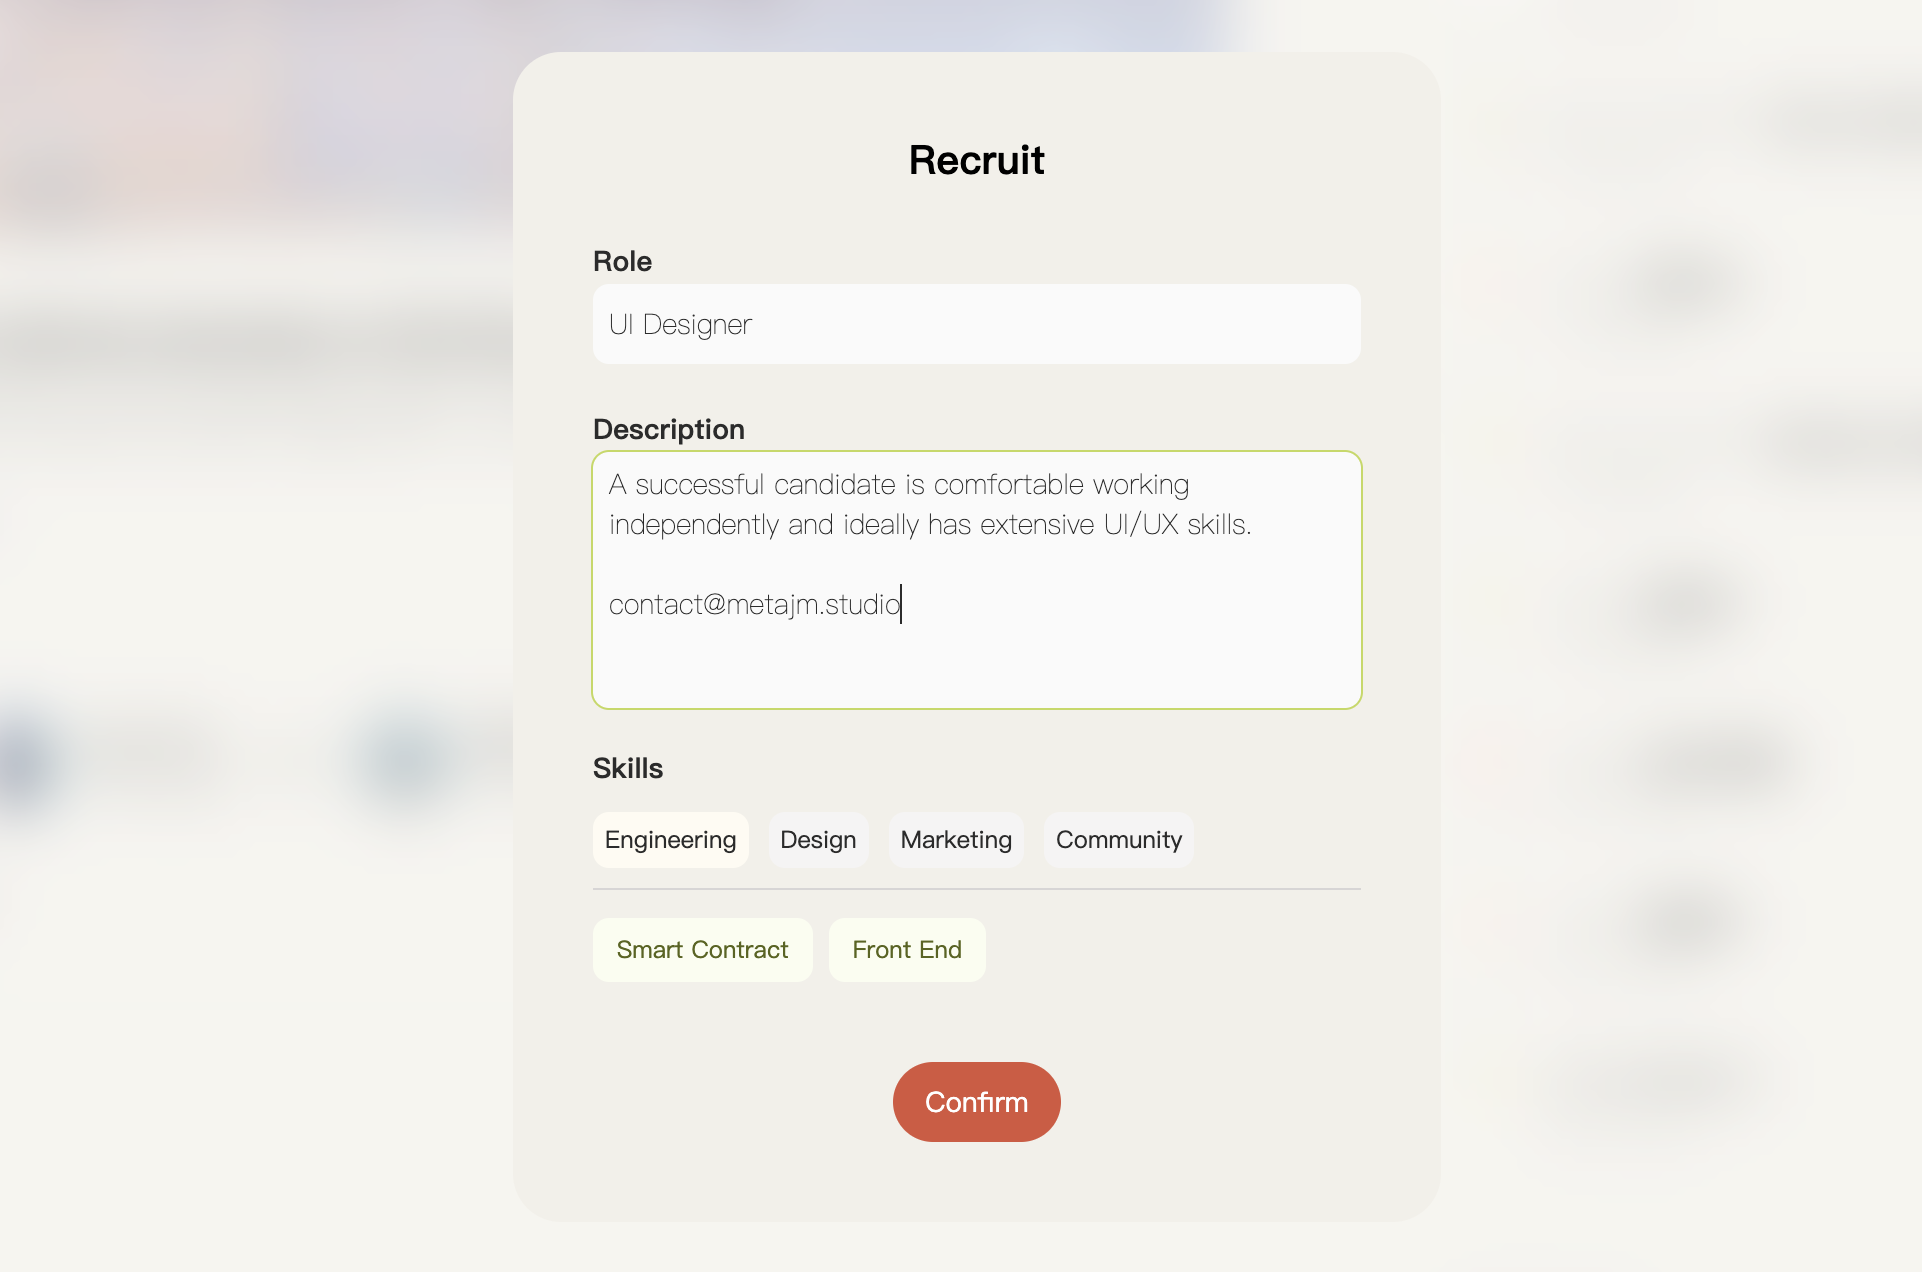 Recruit
Role
UI Designer
Description
A successful candidate is comfortable working
independently and ideally has extensive UI/UX skills.
contact@metajm.studio
Skills
Engineering Design Marketing Community
Smart Contract Front End
Confirm